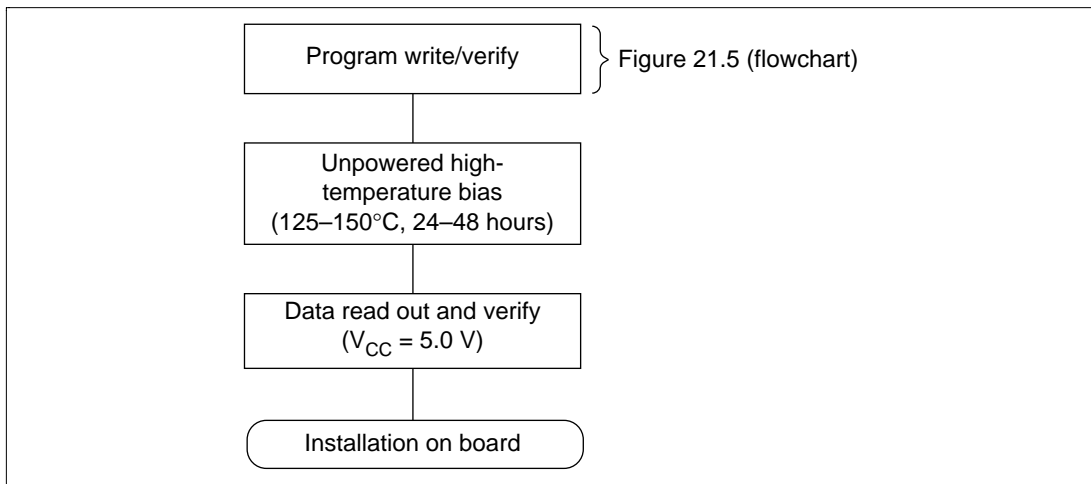 Program write/verify
Figure 21.5 (flowchart)
Unpowered high-
temperature bias
(125–150°C, 24–48 hours)
Data read out and verify
(VCC = 5.0 V)
Installation on board